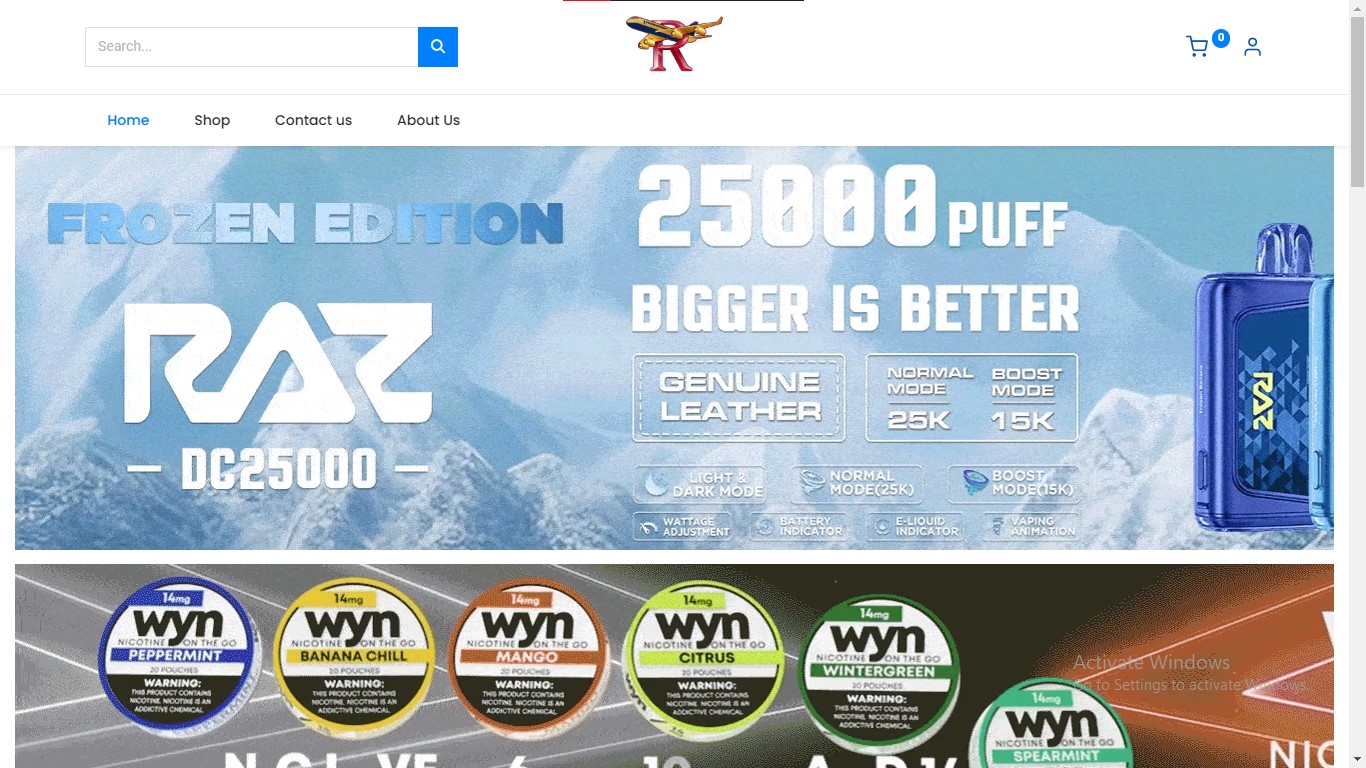 Search...
R
0
Home
Shop
Contact us
About Us
FROZEN EDITION
RAZ
DC25000
25000 PUFF
BIGGER IS BETTER
GENUINE
LEATHER
NORMAL
MODE
25K
BOOST
MODE
15K
LIGHT &
DARK MODE
NORMAL
MODE(25K)
BOOST
MODE(15K)
WATTAGE
ADJUSTMENT
BATTERY
INDICATOR
E-LIQUID
INDICATOR
VAPING
ANIMATION
RAZ
14mg
wyn
NICOTINE ON THE GO
PEPPERMINT
20 POUCHES
WARNING:
THIS PRODUCT CONTAINS
NICOTINE. NICOTINE IS AN
ADDICTIVE CHEMICAL
14mg
wyn
NICOTINE ON THE GO
BANANA CHILL
20 POUCHES
WARNING:
THIS PRODUCT CONTAINS
NICOTINE. NICOTINE IS AN
ADDICTIVE CHEMICAL
14mg
wyn
NICOTINE ON THE GO
MANGO
20 POUCHES
WARNING:
THIS PRODUCT CONTAINS
NICOTINE. NICOTINE IS AN
ADDICTIVE CHEMICAL
14mg
wyn
NICOTINE ON THE GO
CITRUS
20 POUCHES
WARNING:
THIS PRODUCT CONTAINS
NICOTINE. NICOTINE IS AN
ADDICTIVE CHEMICAL
14mg
wyn
NICOTINE ON THE GO
WINTERGREEN
20 POUCHES
WARNING:
THIS PRODUCT CONTAINS
NICOTINE. NICOTINE IS AN
ADDICTIVE CHEMICAL
14mg
wyn
NICOTINE ON THE GO
SPEARMINT
Activate Windows
Go to Settings to activate Windows.
NIC